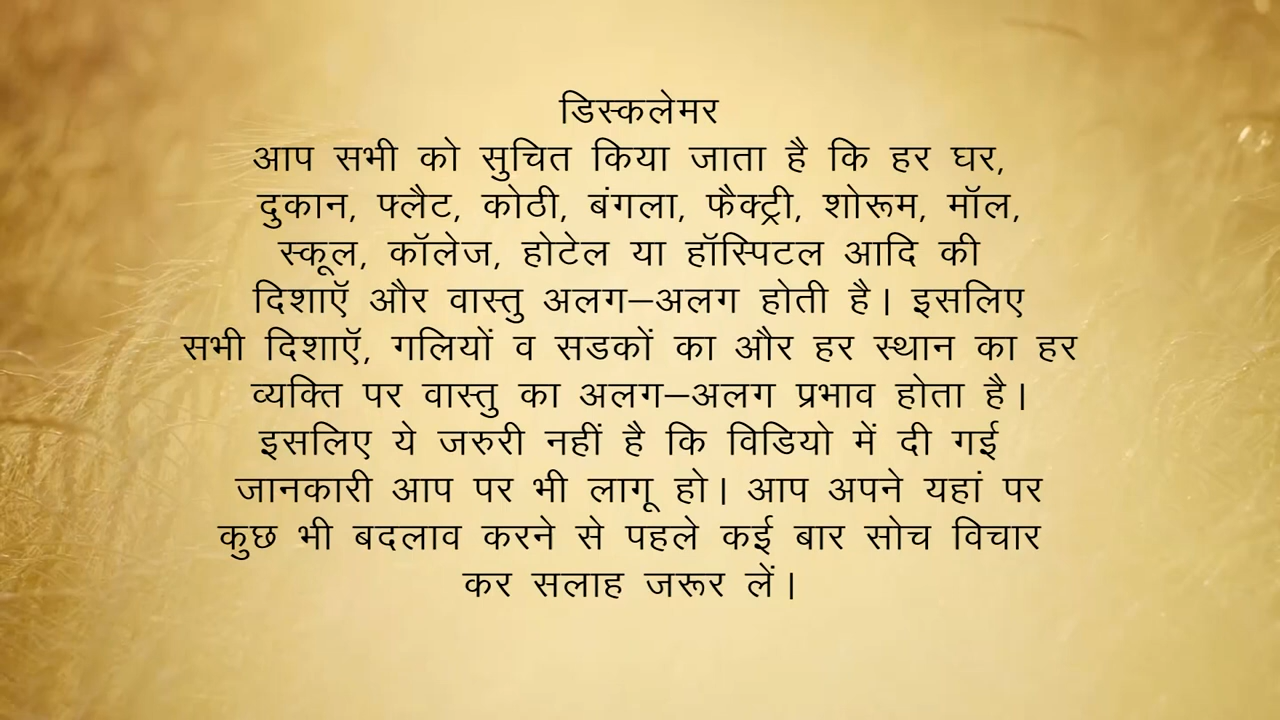 डिस्कलेमर
आप सभी को सुचित किया जाता है कि हर घर,
दुकान, फ्लैट, कोठी, बंगला, फैक्ट्री, शोरूम, मॉल,
स्कूल, कॉलेज, होटेल या हॉस्पिटल आदि की
दिशाऍ और वास्तु अलग–अलग होती है। इसलिए
सभी दिशाऍ, गलियों व सडकों का और हर स्थान का हर
व्यक्ति पर वास्तु का अलग–अलग प्रभाव होता है।
इसलिए ये जरुरी नहीं है कि विडियो में दी गई
जानकारी आप पर भी लागू हो। आप अपने यहां पर
कुछ भी बदलाव करने से पहले कई बार सोच विचार
कर सलाह जरूर लें।